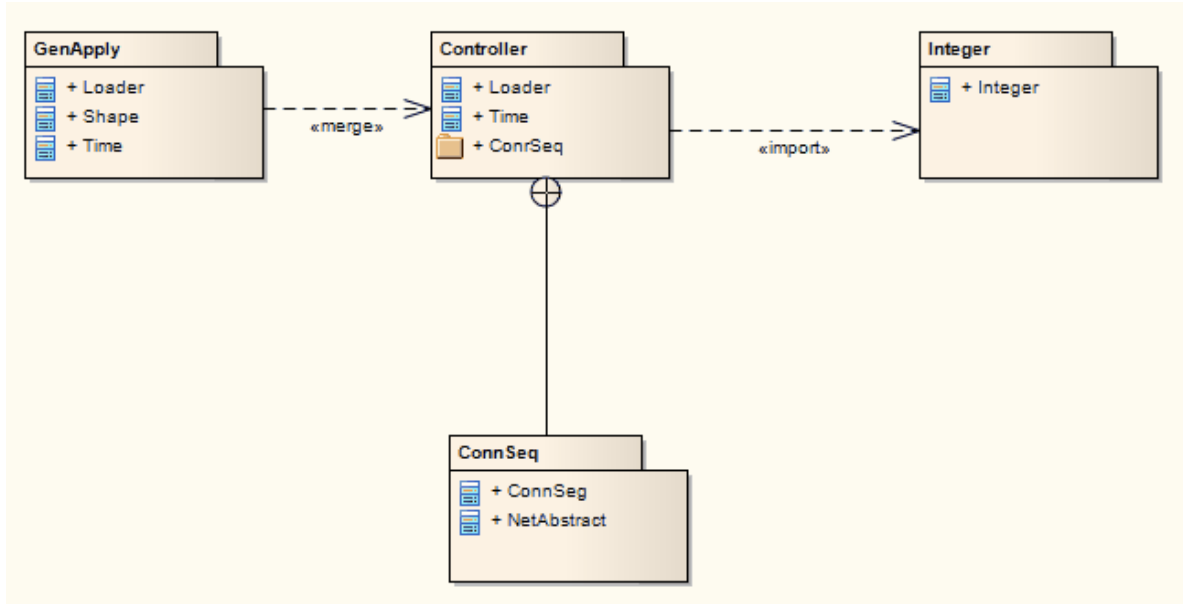 GenApply
+ Loader
+ Shape
+ Time
«merge»
Controller
+ Loader
+ Time
+ ConrSeq
«import»
Integer
+ Integer
ConnSeq
+ ConnSeg
+ NetAbstract